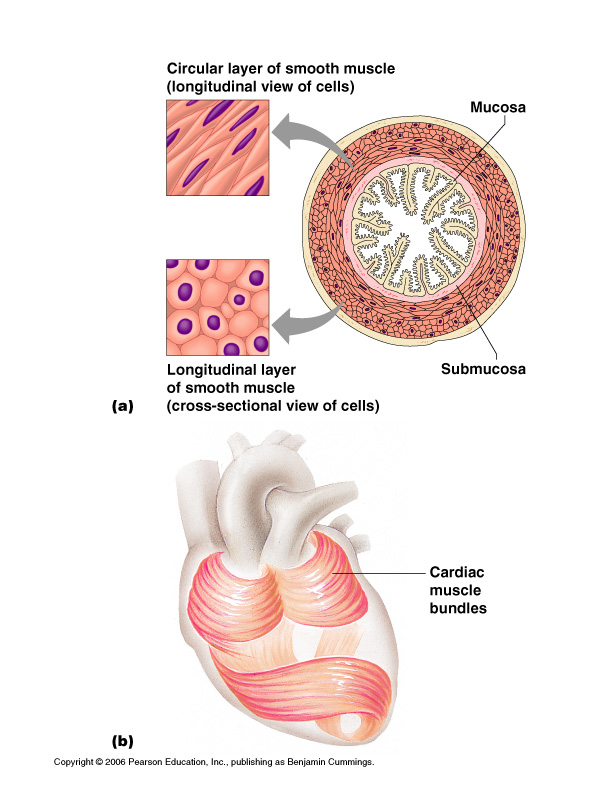 Circular layer of smooth muscle
(longitudinal view of cells)
Mucosa
Submucosa
Longitudinal layer
of smooth muscle
(cross-sectional view of cells)
(a)
Cardiac
muscle
bundles
(b)
Copyright © 2006 Pearson Education, Inc., publishing as Benjamin Cummings.